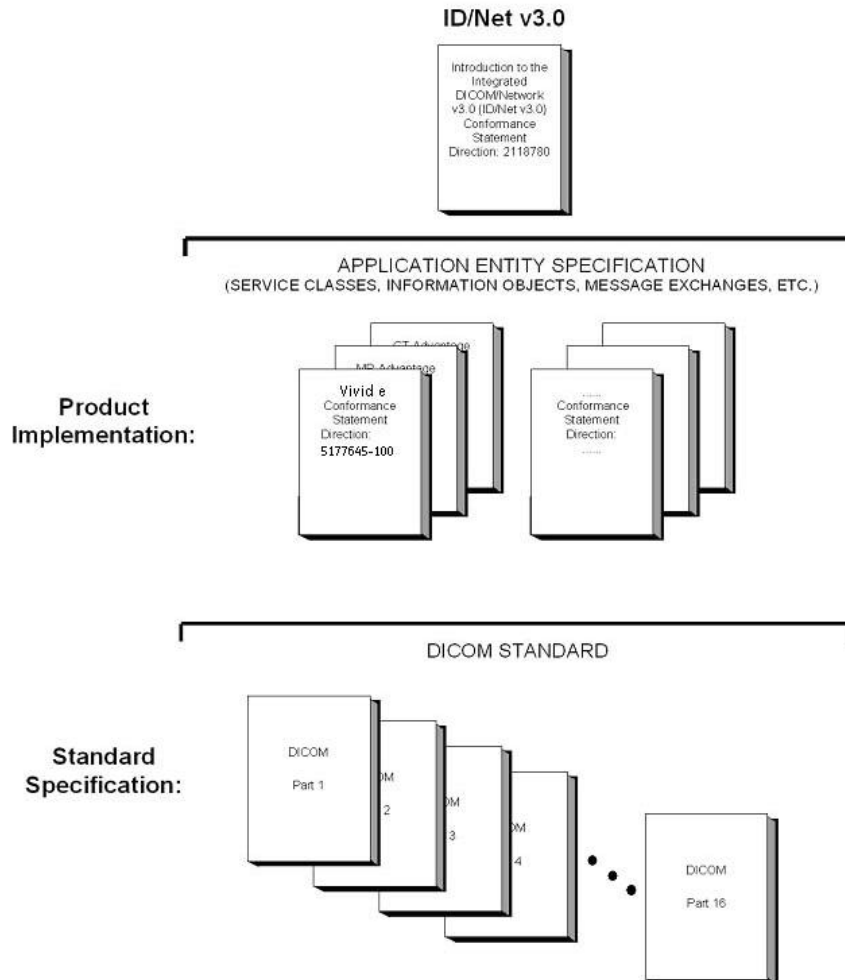 ID/Net v3.0
Introduction to the
Integrated
DICOM/Network
v3.0 (ID/Net v3.0)
Conformance
Statement
Direction: 2118780
APPLICATION ENTITY SPECIFICATION
(SERVICE CLASSES, INFORMATION OBJECTS, MESSAGE EXCHANGES, ETC.)
Product
Implementation:
CT Advantage
MR Advantage
Vivid e
Conformance
Statement
Direction:
5177645-100
......
Conformance
Statement
Direction:
......
DICOM STANDARD
Standard
Specification:
DICOM
Part 1
OM
2
OM
3
OM
4
DICOM
Part 16